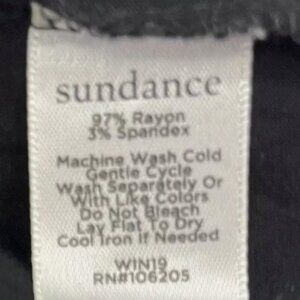 sundance
97% Rayon
3% Spandex
Machine Wash Cold
Gentle Cycle
Wash Separately Or
With Like Colors
Do Not Bleach
Lay Flat To Dry
Cool Iron If Needed
WIN19
RN#106205